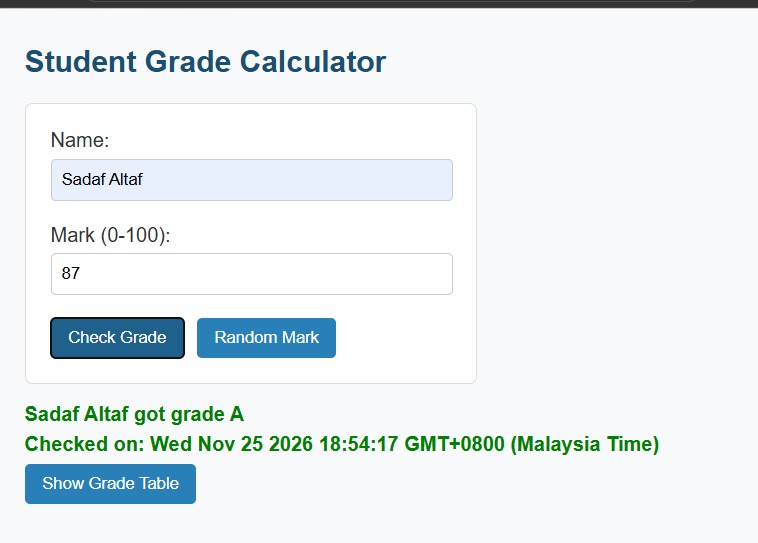 Student Grade Calculator
Name:
Sadaf Altaf
Mark (0-100):
87
Check Grade Random Mark
Sadaf Altaf got grade A
Checked on: Wed Nov 25 2026 18:54:17 GMT+0800 (Malaysia Time)
Show Grade Table